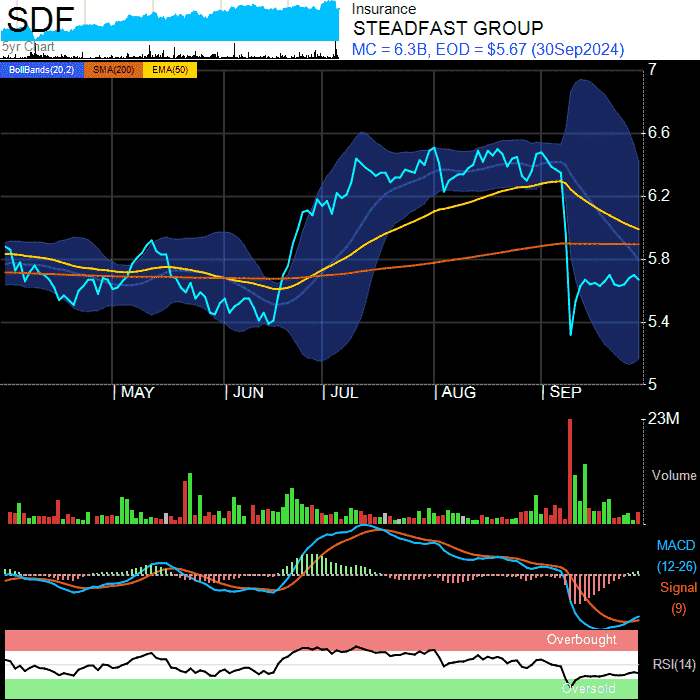 SDF
Insurance
STEADFAST GROUP
5yr Chart
MC = 6.3B, EOD = $5.67 (30Sep2024)
BollBands(20,2) SMA(200) EMA(50)
7
6.6
6.2
5.8
5.4
5
| MAY | JUN | JUL | AUG | SEP
23M
Volume
MACD
(12-26)
Signal
(9)
Overbought
RSI(14)
Oversold